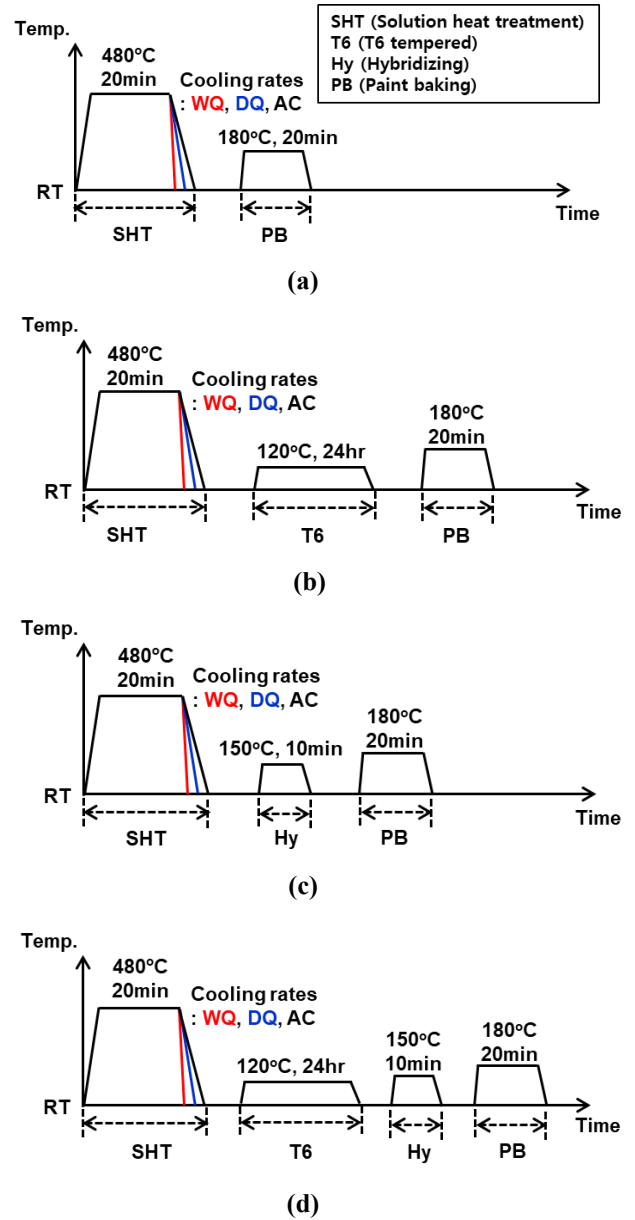 SHT (Solution heat treatment)
T6 (T6 tempered)
Hy (Hybridizing)
PB (Paint baking)
Temp.
480°C
20min
Cooling rates
: WQ, DQ, AC
180°C, 20min
RT
Time
SHT
PB
(a)
Temp.
480°C
20min
Cooling rates
: WQ, DQ, AC
180°C
20min
120°C, 24hr
RT
Time
SHT
T6
PB
(b)
Temp.
480°C
20min
Cooling rates
: WQ, DQ, AC
180°C
20min
150°C, 10min
RT
Time
SHT
Hy
PB
(c)
Temp.
480°C
20min
Cooling rates
: WQ, DQ, AC
120°C, 24hr
150°C
10min
180°C
20min
RT
Time
SHT
T6
Hy
PB
(d)